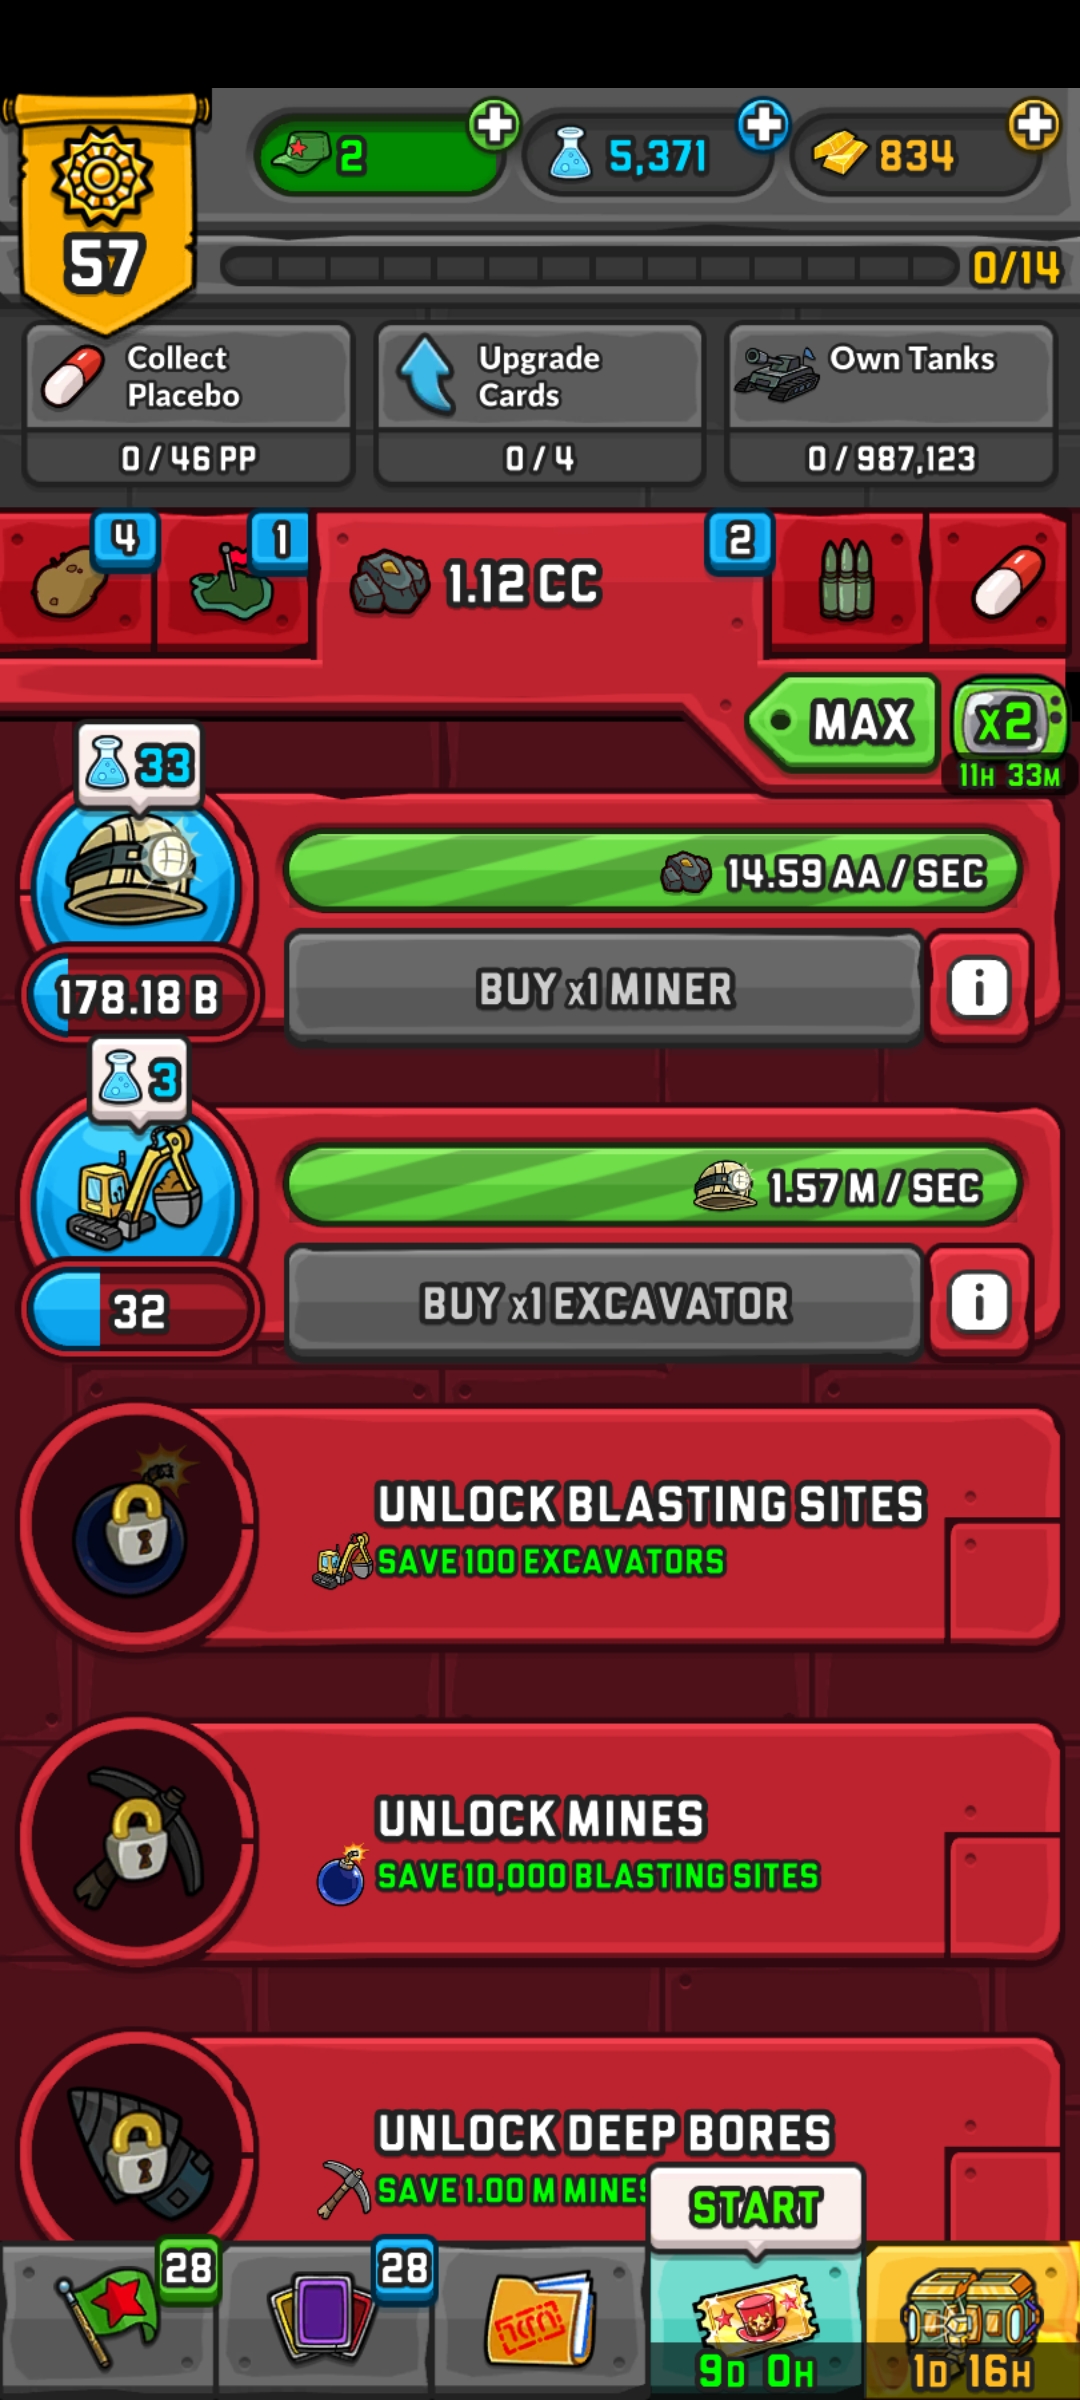 2
5,371
834
57
0/14
Collect
Placebo
0 / 46 PP
Upgrade
Cards
0 / 4
Own Tanks
0 / 987,123
4
1
1.12 CC
2
MAX
x2
11H 33M
33
14.59 AA / SEC
178.18 B
BUY x1 MINER
i
3
1.57 M / SEC
32
BUY x1 EXCAVATOR
i
UNLOCK BLASTING SITES
SAVE 100 EXCAVATORS
UNLOCK MINES
SAVE 10,000 BLASTING SITES
UNLOCK DEEP BORES
SAVE 1.00 M MINES
START
28
28
9D 0H
1D 16H